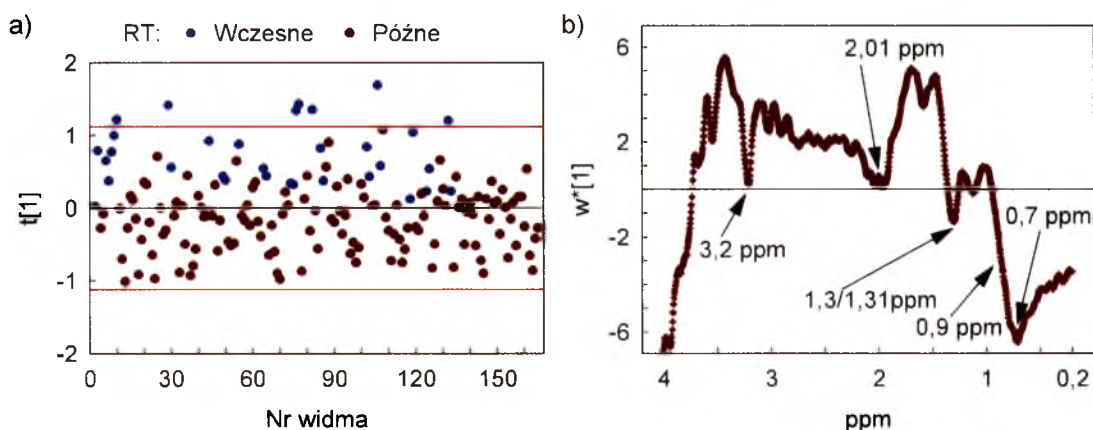 a)
RT: • Wczesne • Późne
2
1
0
-1
-2
t[1]
0 30 60 90 120 150
Nr widma
b)
6
2
-2
-6
w*[1]
2,01 ppm
3,2 ppm
1,3/1,31ppm
0,9 ppm
0,7 ppm
4 3 2 1 0,2
ppm